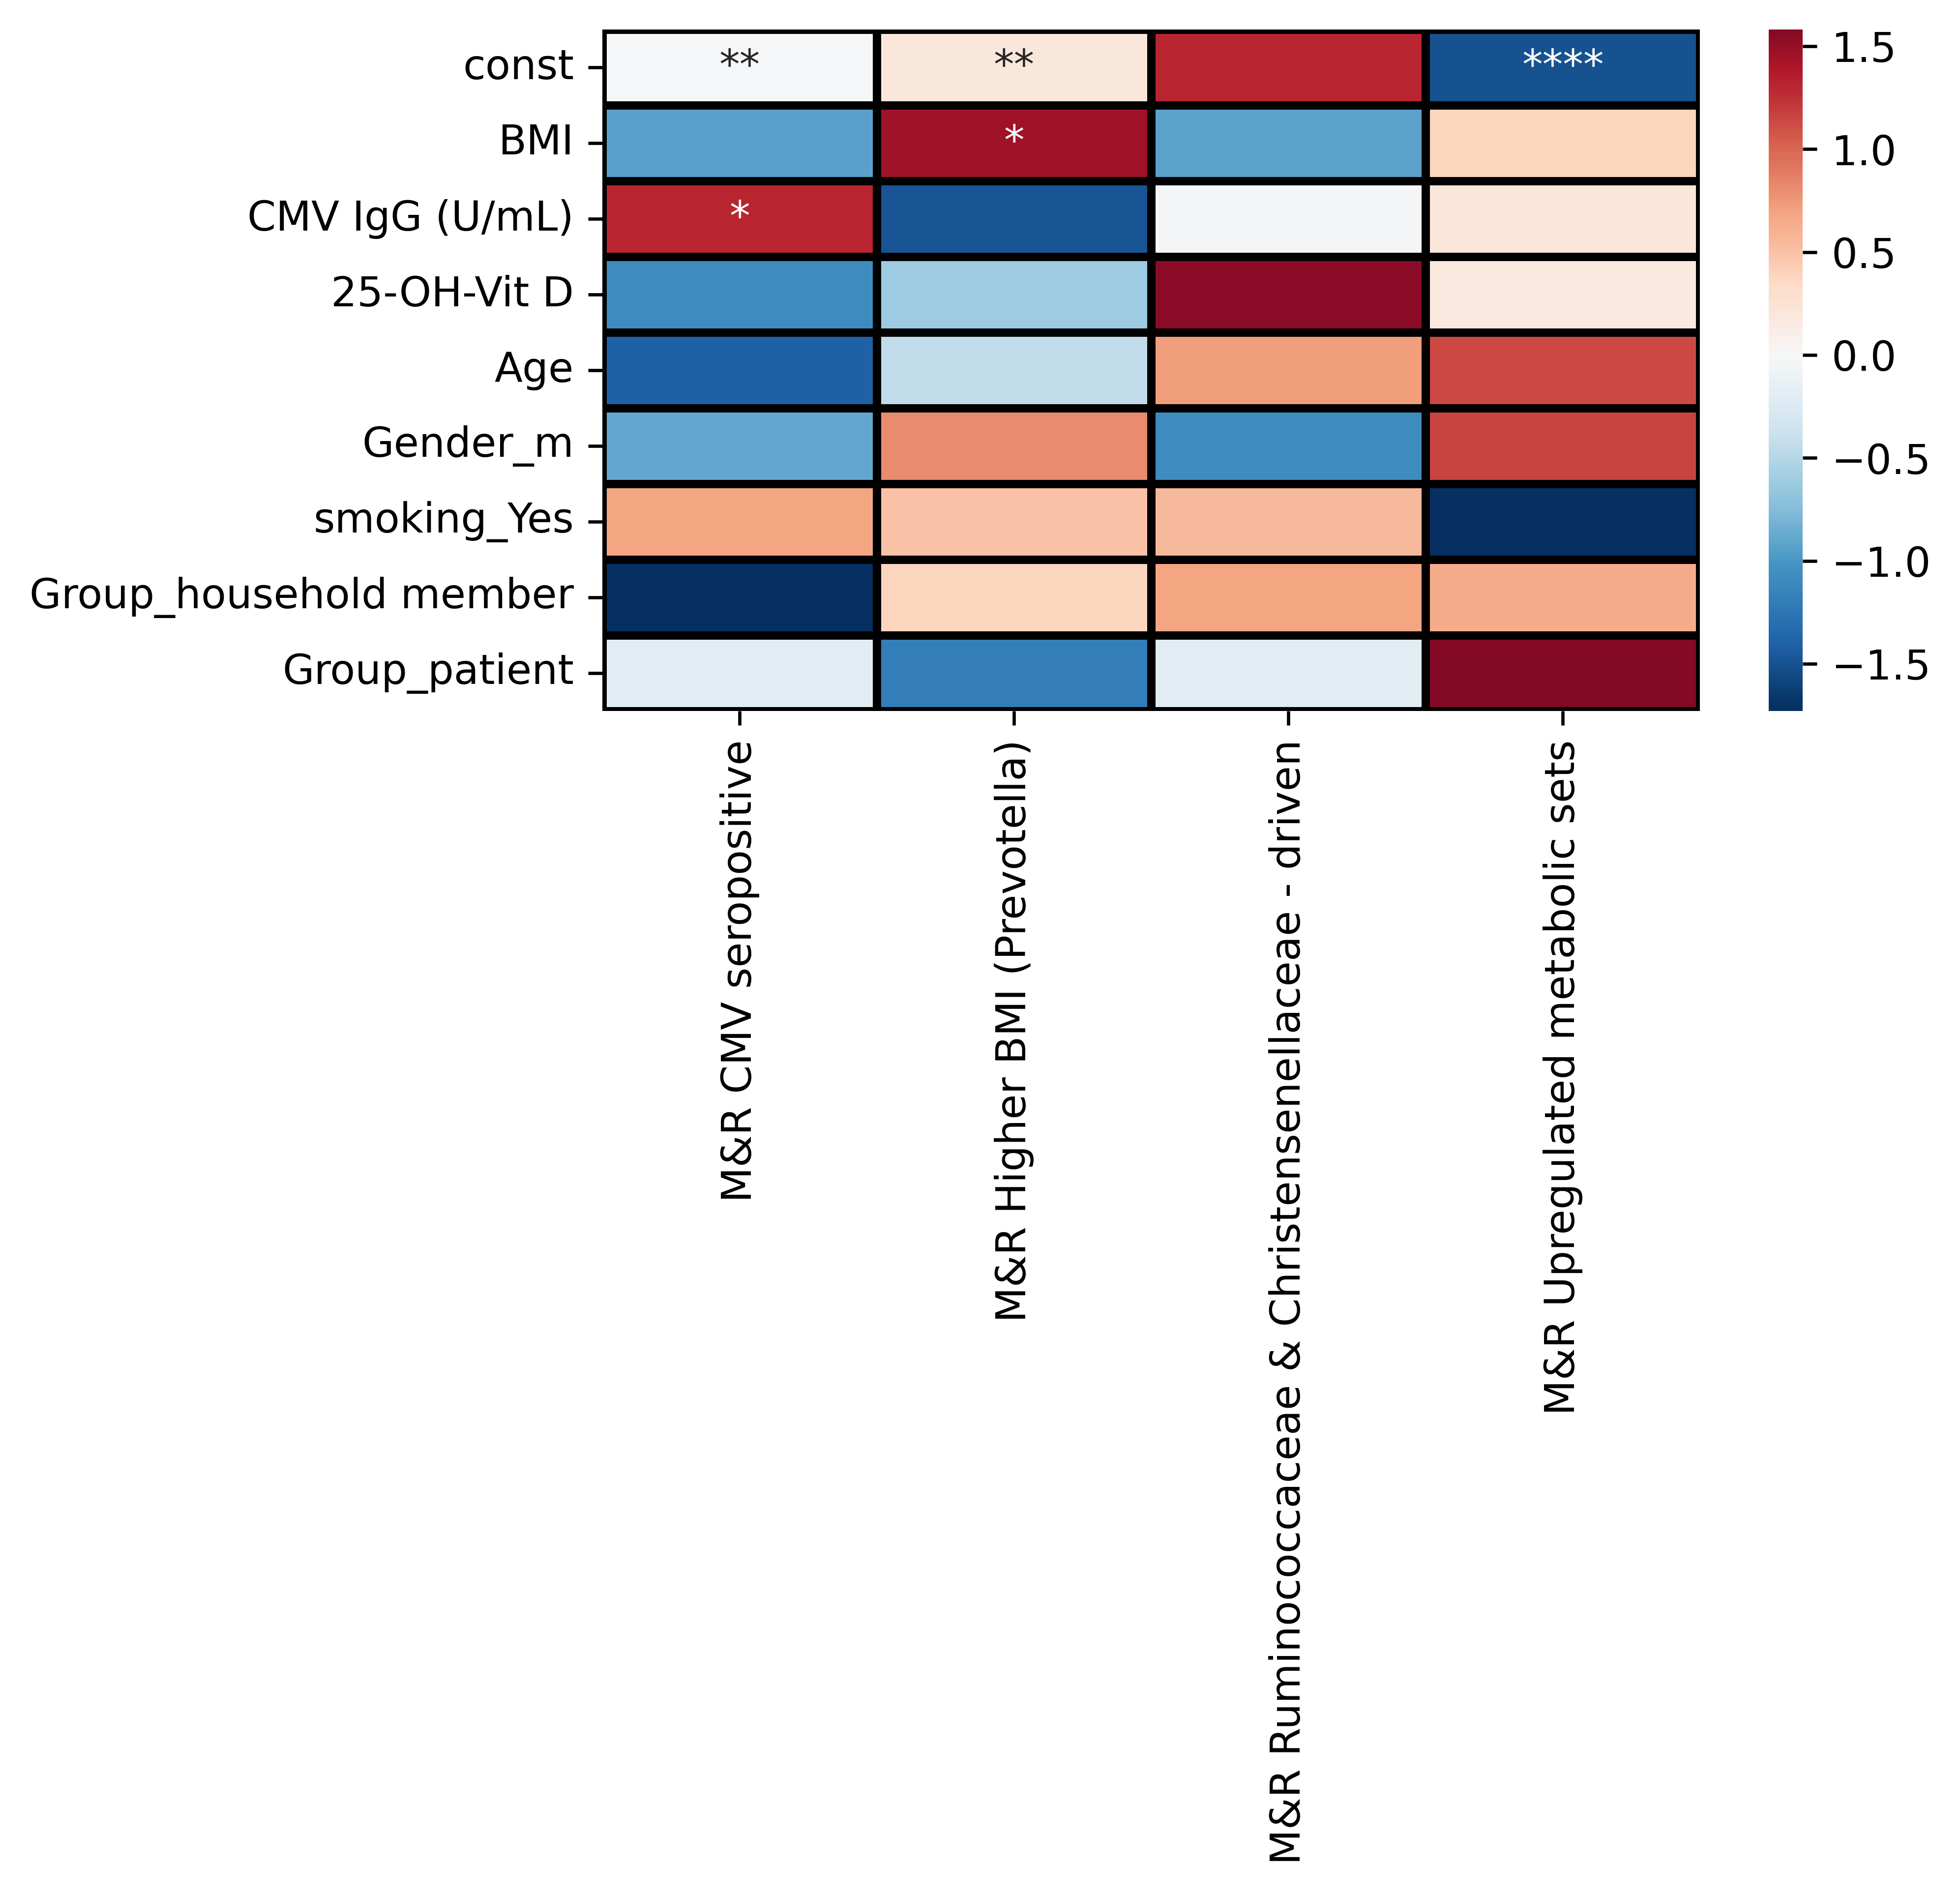 const
**
**
****
BMI
*
CMV IgG (U/mL)
*
25-OH-Vit D
Age
Gender_m
smoking_Yes
Group_household member
Group_patient
1.5
1.0
0.5
0.0
−0.5
−1.0
−1.5
M&R CMV seropositive
M&R Higher BMI (Prevotella)
M&R Ruminococcaceae & Christensenellaceae - driven
M&R Upregulated metabolic sets